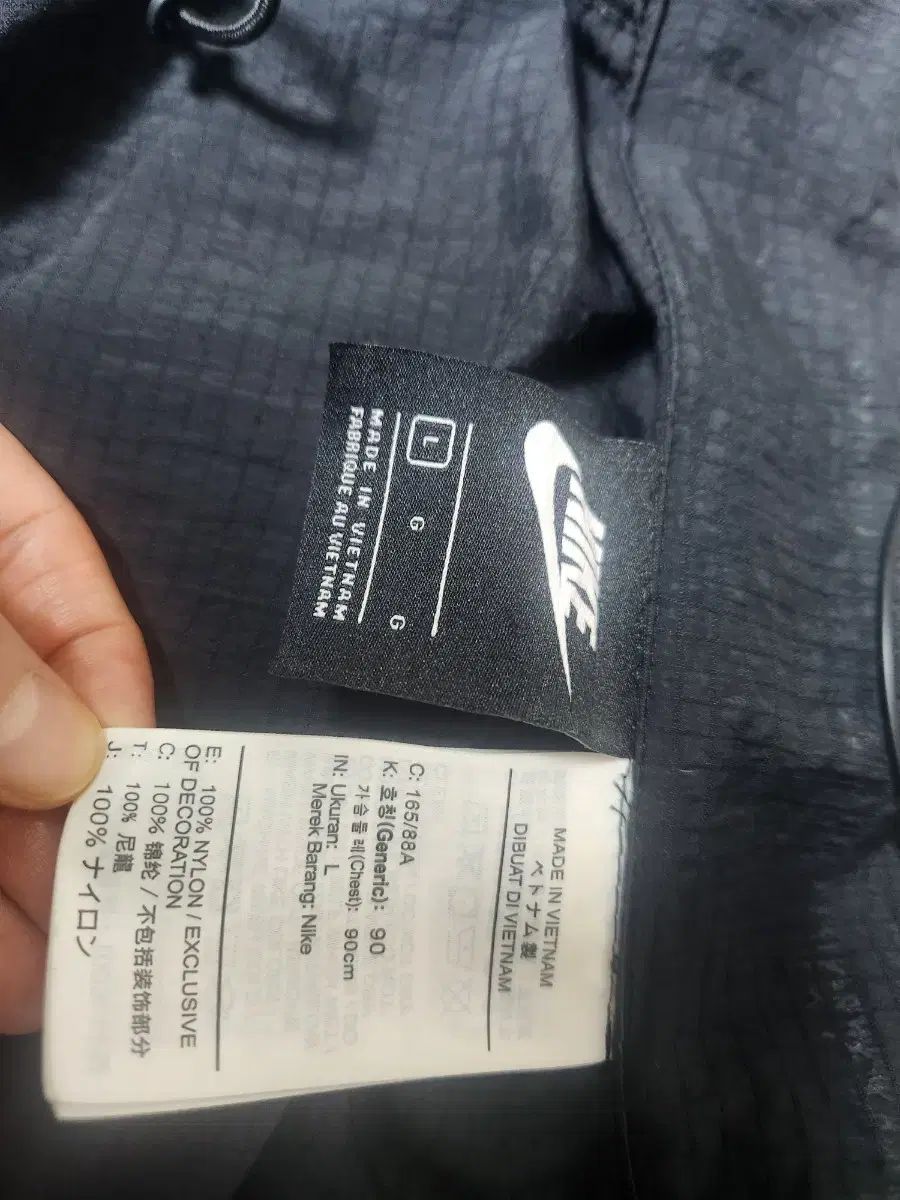 NIKE
L G G
MADE IN VIETNAM
FABRIQUE AU VIETNAM
MADE IN VIETNAM
ベトナム製
DIBUAT DI VIETNAM
C: 165/88A
K: 호칭(Generic): 90
가슴둘레(Chest): 90cm
IN: Ukuran: L
Merek Barang: Nike
E: 100% NYLON / EXCLUSIVE
OF DECORATION
C: 100% 锦纶 / 不包括装饰部分
T: 100% 尼龍
J: 100% ナイロン